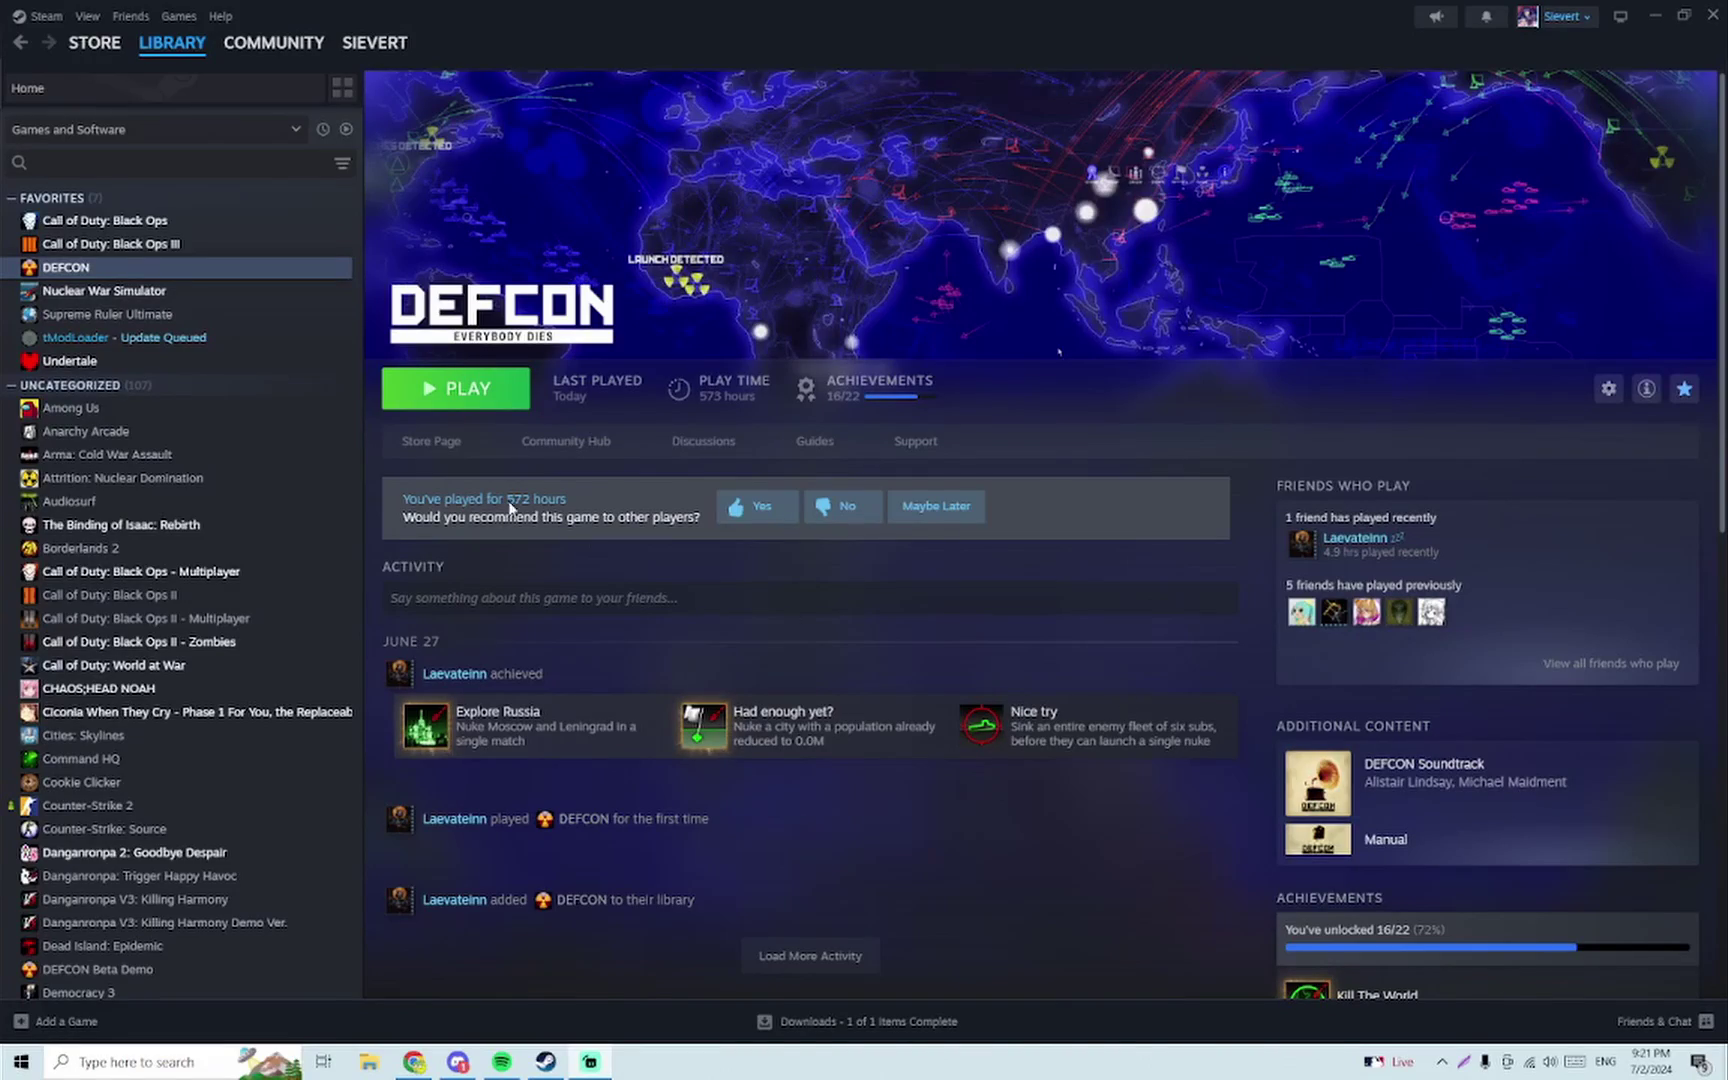 Steam View Friends Games Help
Sievert
STORE LIBRARY COMMUNITY SIEVERT
Home
Games and Software
FAVORITES (7)
Call of Duty: Black Ops
Call of Duty: Black Ops III
DEFCON
Nuclear War Simulator
Supreme Ruler Ultimate
tModLoader - Update Queued
Undertale
UNCATEGORIZED (107)
Among Us
Anarchy Arcade
Arma: Cold War Assault
Attrition: Nuclear Domination
Audiosurf
The Binding of Isaac: Rebirth
Borderlands 2
Call of Duty: Black Ops - Multiplayer
Call of Duty: Black Ops II
Call of Duty: Black Ops II - Multiplayer
Call of Duty: Black Ops II - Zombies
Call of Duty: World at War
CHAOS;HEAD NOAH
Ciconia When They Cry - Phase 1 For You, the Replaceab
Cities: Skylines
Command HQ
Cookie Clicker
Counter-Strike 2
Counter-Strike: Source
Danganronpa 2: Goodbye Despair
Danganronpa: Trigger Happy Havoc
Danganronpa V3: Killing Harmony
Danganronpa V3: Killing Harmony Demo Ver.
Dead Island: Epidemic
DEFCON Beta Demo
Democracy 3
DETECTED
LAUNCH DETECTED
DEFCON
EVERYBODY DIES
PLAY
LAST PLAYED
Today
PLAY TIME
573 hours
ACHIEVEMENTS
16/22
Store Page Community Hub Discussions Guides Support
You've played for 572 hours
Would you recommend this game to other players?
Yes No Maybe Later
ACTIVITY
Say something about this game to your friends...
JUNE 27
Laevateinn achieved
Explore Russia
Nuke Moscow and Leningrad in a
single match
Had enough yet?
Nuke a city with a population already
reduced to 0.0M
Nice try
Sink an entire enemy fleet of six subs,
before they can launch a single nuke
Laevateinn played DEFCON for the first time
Laevateinn added DEFCON to their library
Load More Activity
FRIENDS WHO PLAY
1 friend has played recently
Laevateinn zzz
4.9 hrs played recently
5 friends have played previously
View all friends who play
ADDITIONAL CONTENT
DEFCON
DEFCON Soundtrack
Alistair Lindsay, Michael Maidment
DEFCON
Manual
ACHIEVEMENTS
You've unlocked 16/22 (72%)
Kill The World
Add a Game
Downloads - 1 of 1 Items Complete
Friends & Chat
Type here to search
Live
ENG
9:21 PM
7/2/2024